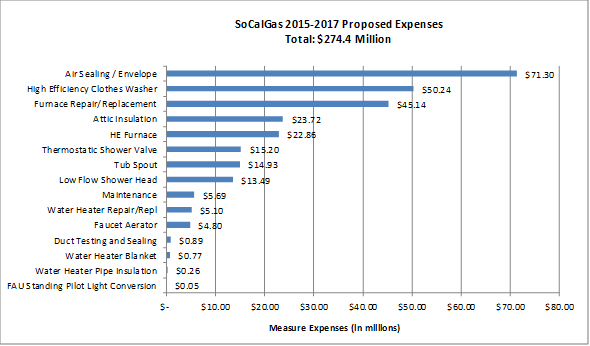 SoCalGas 2015-2017 Proposed Expenses
Total: $274.4 Million
Air Sealing / Envelope $71.30
High Efficiency Clothes Washer $50.24
Furnace Repair/Replacement $45.14
Attic Insulation $23.72
HE Furnace $22.86
Thermostatic Shower Valve $15.20
Tub Spout $14.93
Low Flow Shower Head $13.49
Maintenance $5.69
Water Heater Repair/Repl $5.10
Faucet Aerator $4.80
Duct Testing and Sealing $0.89
Water Heater Blanket $0.77
Water Heater Pipe Insulation $0.26
FAU Standing Pilot Light Conversion $0.05
$- $10.00 $20.00 $30.00 $40.00 $50.00 $60.00 $70.00 $80.00
Measure Expenses (in millions)